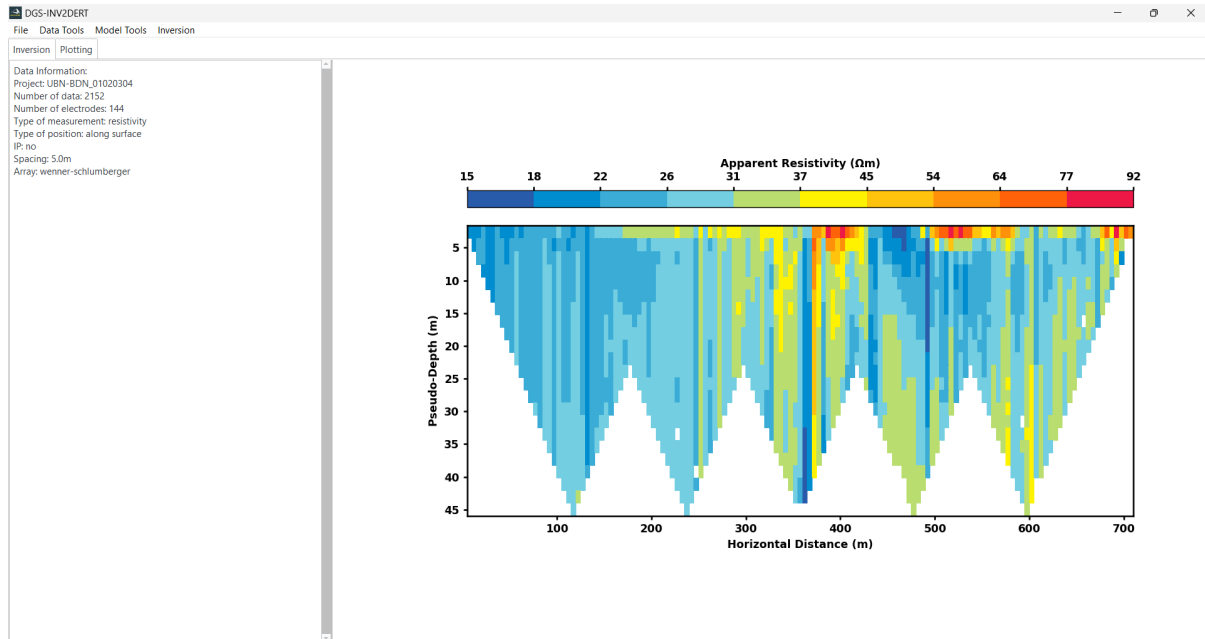 DGS-INV2DERT
File Data Tools Model Tools Inversion
Inversion Plotting
Data Information:
Project: UBN-BDN_01020304
Number of data: 2152
Number of electrodes: 144
Type of measurement: resistivity
Type of position: along surface
IP: no
Spacing: 5.0m
Array: wenner-schlumberger
Apparent Resistivity (Ωm)
15 18 22 26 31 37 45 54 64 77 92
Pseudo-Depth (m)
5
10
15
20
25
30
35
40
45
100 200 300 400 500 600 700
Horizontal Distance (m)